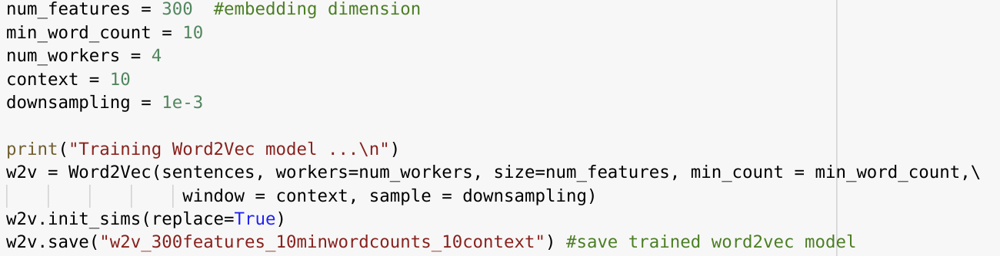 num_features = 300  #embedding dimension
min_word_count = 10
num_workers = 4
context = 10
downsampling = 1e-3

print("Training Word2Vec model ...\n")
w2v = Word2Vec(sentences, workers=num_workers, size=num_features, min_count = min_word_count,\
                 window = context, sample = downsampling)
w2v.init_sims(replace=True)
w2v.save("w2v_300features_10minwordcounts_10context") #save trained word2vec model